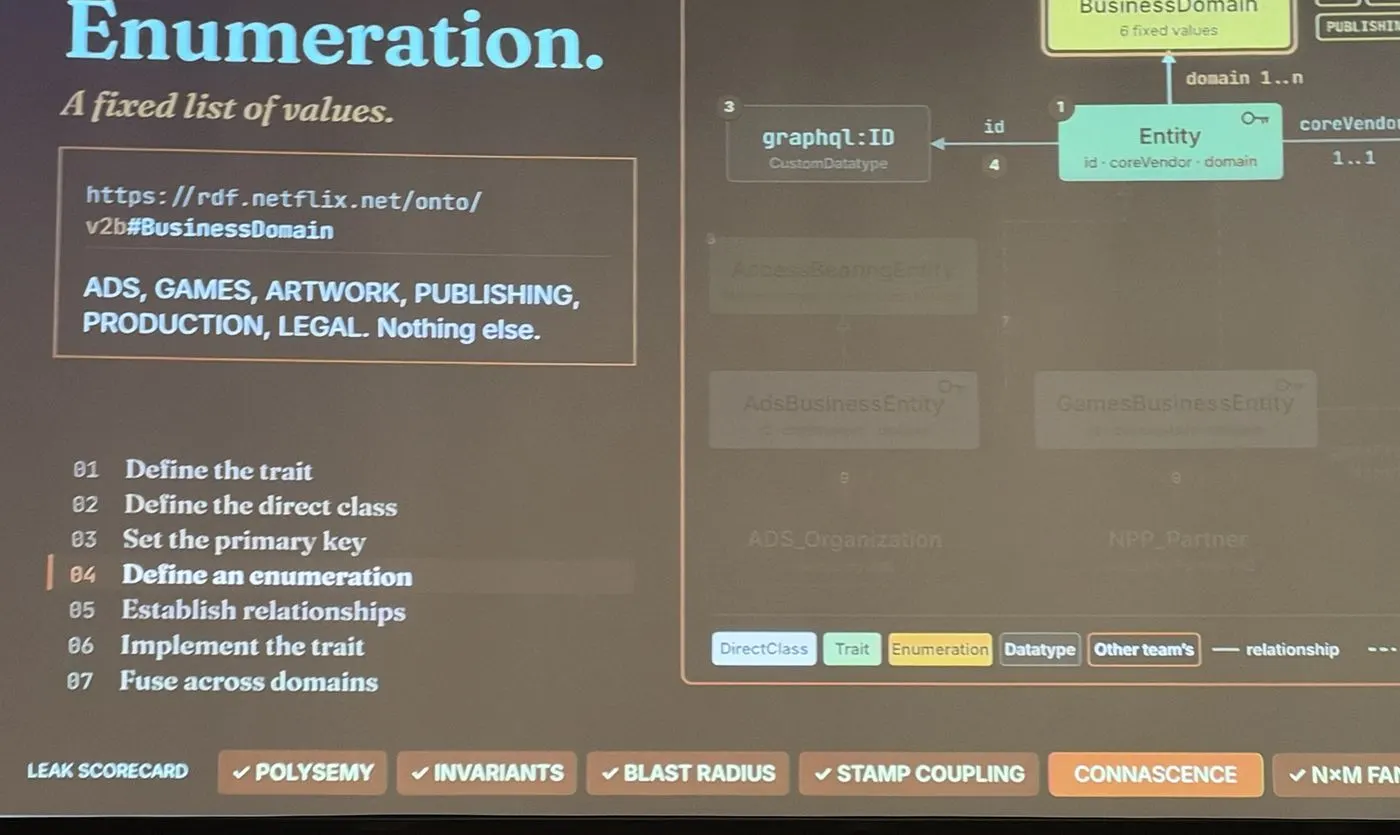 Enumeration.
A fixed list of values.
https://rdf.netflix.net/onto/
v2b#BusinessDomain
ADS, GAMES, ARTWORK, PUBLISHING,
PRODUCTION, LEGAL. Nothing else.
01 Define the trait
02 Define the direct class
03 Set the primary key
04 Define an enumeration
05 Establish relationships
06 Implement the trait
07 Fuse across domains
BusinessDomain
6 fixed values
PUBLISHIN
domain 1..n
3
graphql:ID
CustomDatatype
id
4
1
Entity
id · coreVendor · domain
coreVendor
1..1
3
AccessBearingEntity
AdsBusinessEntity
GamesBusinessEntity
ADS_Organization
NPP_Partner
DirectClass
Trait
Enumeration
Datatype
Other team's
relationship
LEAK SCORECARD
✓ POLYSEMY
✓ INVARIANTS
✓ BLAST RADIUS
✓ STAMP COUPLING
CONNASCENCE
✓ N×M FAN